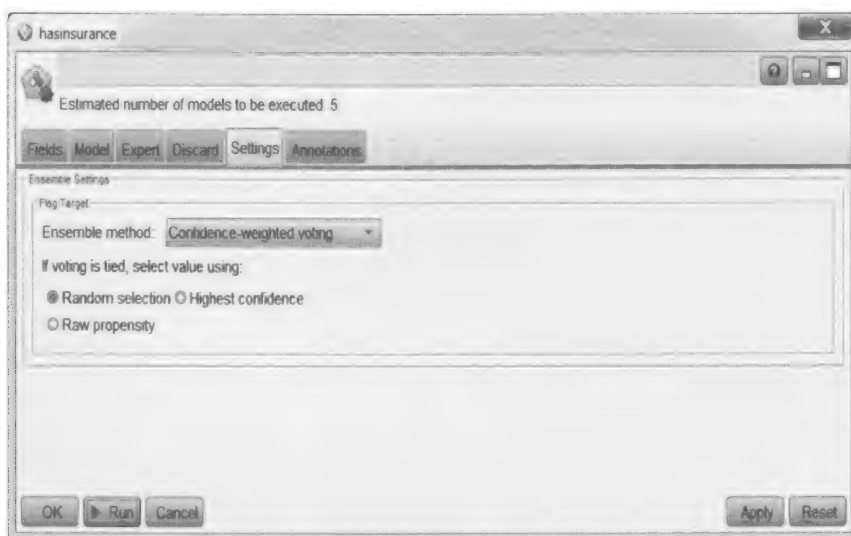 hasinsurance
Estimated number of models to be executed 5
Fields Model Expert Discard Settings Annotations
Ensemble Settings
Flag Target
Ensemble method: Confidence-weighted voting
If voting is tied, select value using:
Random selection Highest confidence
Raw propensity
OK Run Cancel Apply Reset